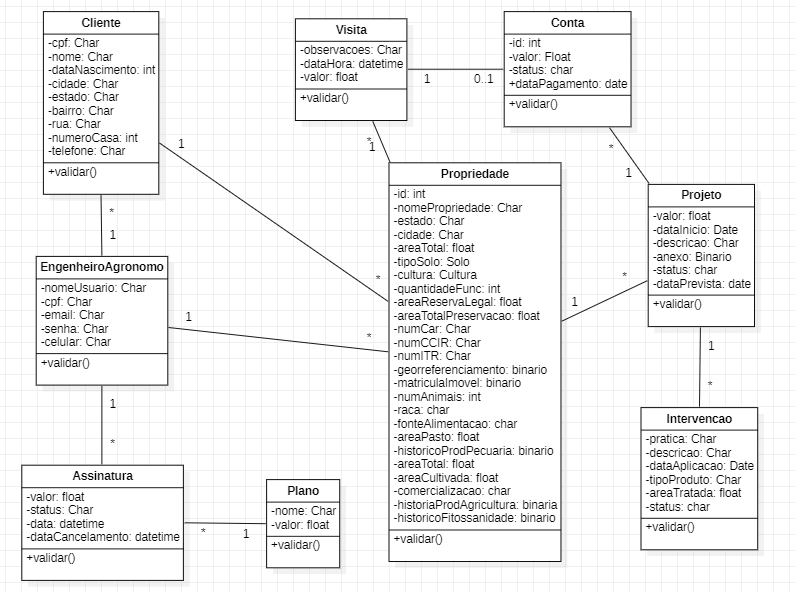 Cliente
-cpf: Char
-nome: Char
-dataNascimento: int
-cidade: Char
-estado: Char
-bairro: Char
-rua: Char
-numeroCasa: int
-telefone: Char
+validar()
Visita
-observacoes: Char
-dataHora: datetime
-valor: float
+validar()
1
0..1
Conta
-id: int
-valor: Float
-status: char
+dataPagamento: date
+validar()
*
1
*
1
1
*
*
1
Propriedade
-id: int
-nomePropriedade: Char
-estado: Char
-cidade: Char
-areaTotal: float
-tipoSolo: Solo
-cultura: Cultura
-quantidadeFunc: int
-areaReservaLegal: float
-areaTotalPreservacao: float
-numCar: Char
-numCCIR: Char
-numITR: Char
-georreferenciamento: binario
-matriculaImovel: binario
-numAnimais: int
-raca: char
-fonteAlimentacao: char
-areaPasto: float
-historicoProdPecuaria: binario
-areaTotal: float
-areaCultivada: float
-comercializacao: char
-historiaProdAgricultura: binaria
-historicoFitossanidade: binario
+validar()
Projeto
-valor: float
-dataInicio: Date
-descricao: Char
-anexo: Binario
-status: char
-dataPrevista: date
+validar()
1
*
EngenheiroAgronomo
-nomeUsuario: Char
-cpf: Char
-email: Char
-senha: Char
-celular: Char
+validar()
1
*
1
*
1
*
Intervencao
-pratica: Char
-descricao: Char
-dataAplicacao: Date
-tipoProduto: Char
-areaTratada: float
-status: char
+validar()
Assinatura
-valor: float
-status: Char
-data: datetime
-dataCancelamento: datetime
+validar()
*
1
Plano
-nome: Char
-valor: float
+validar()